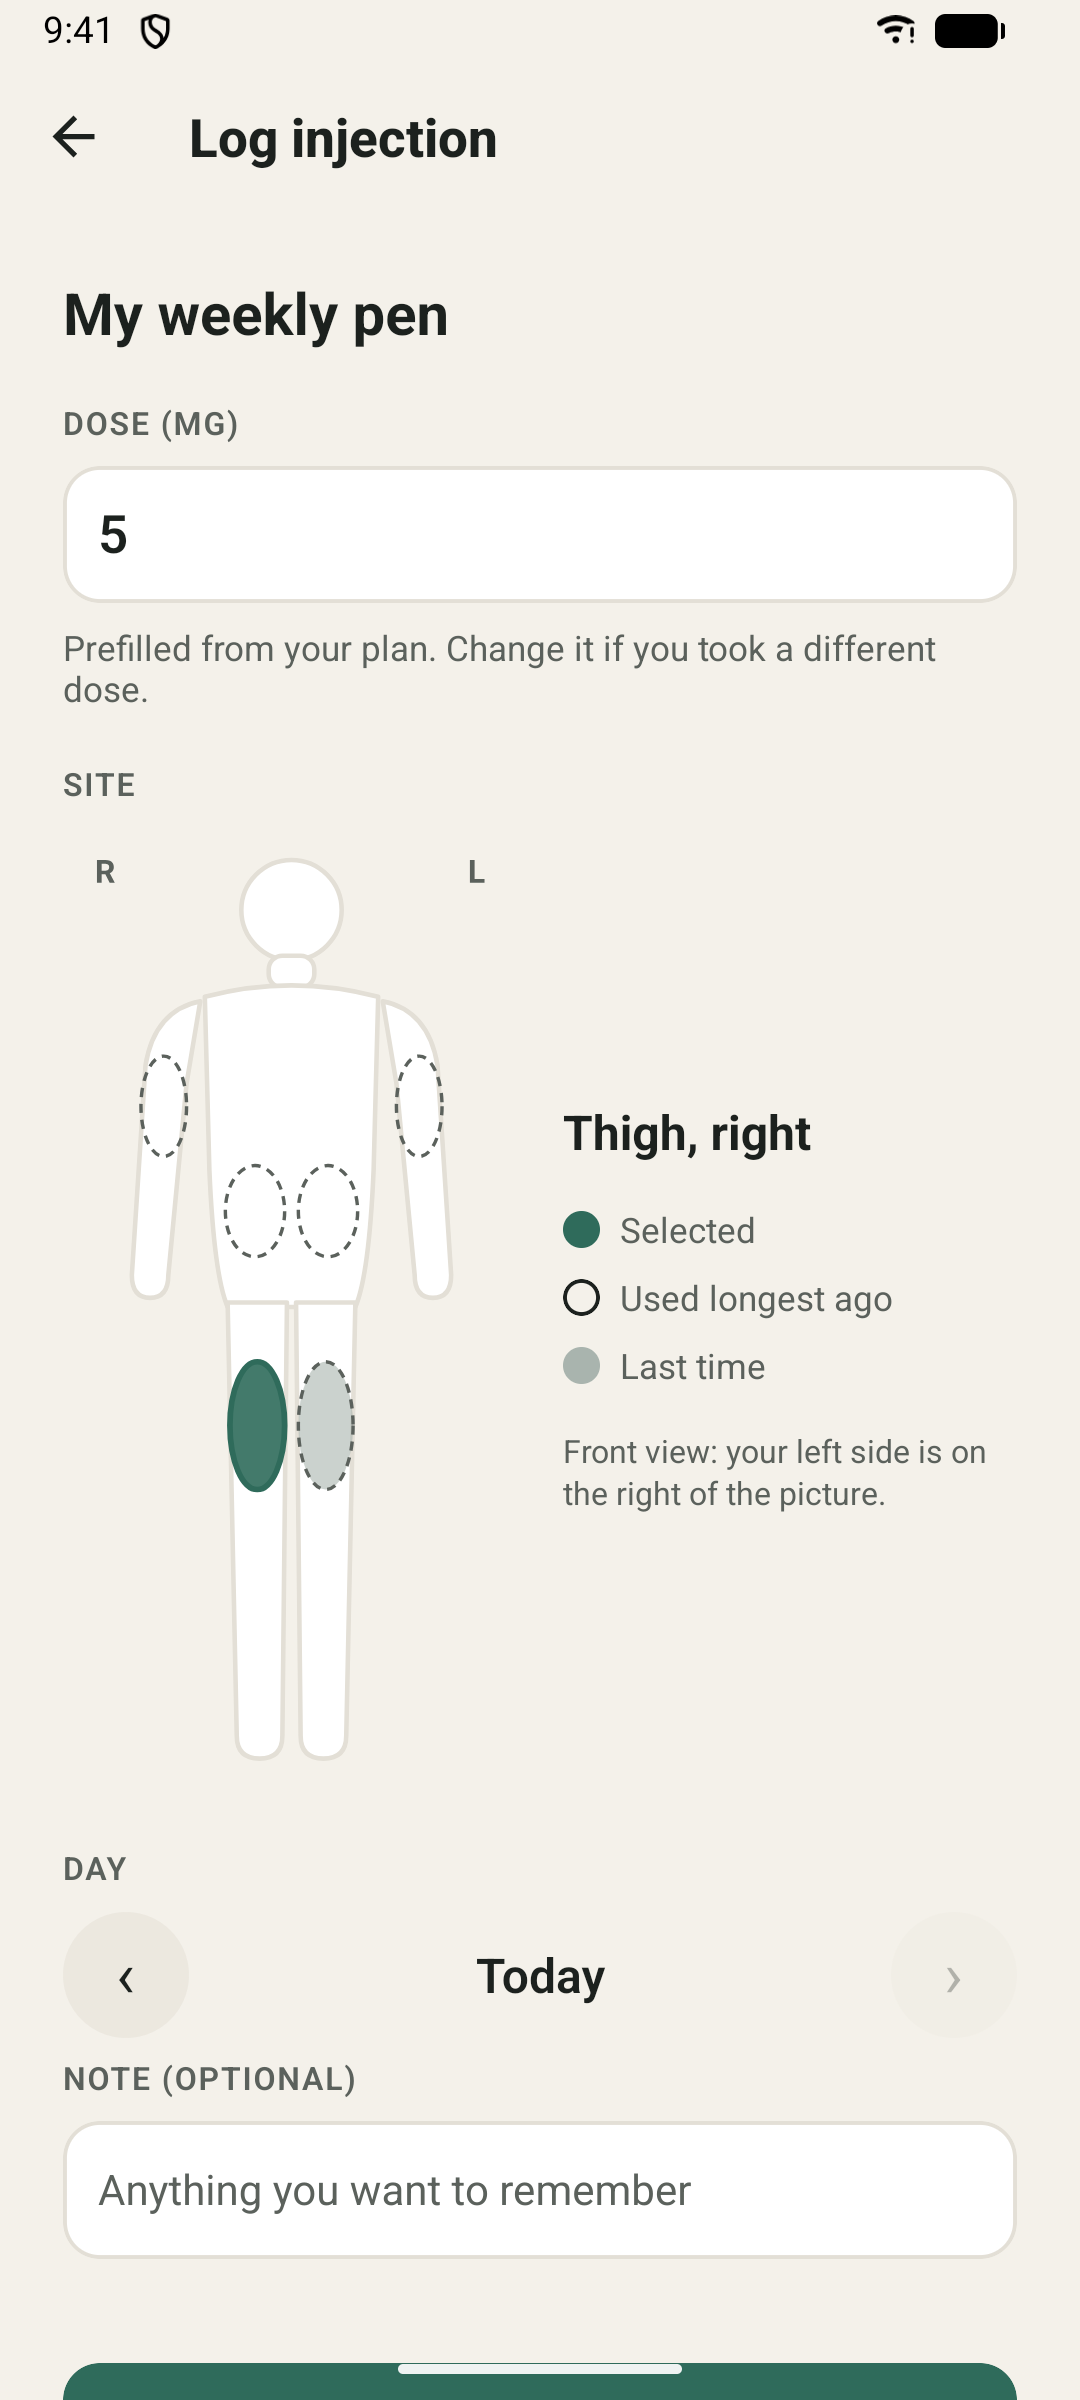 9:41
Log injection
My weekly pen
DOSE (MG)
5
Prefilled from your plan. Change it if you took a different
dose.
SITE
R
L
Thigh, right
Selected
Used longest ago
Last time
Front view: your left side is on
the right of the picture.
DAY
‹
Today
›
NOTE (OPTIONAL)
Anything you want to remember